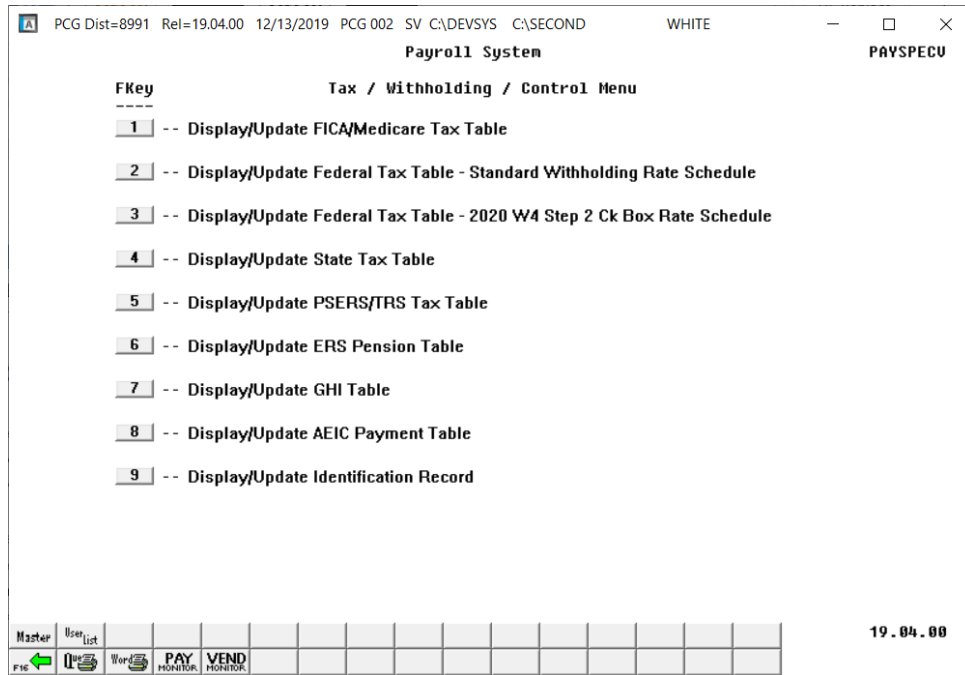 A PCG Dist=8991 Rel=19.04.00 12/13/2019 PCG 002 SV C:\DEVSYS C:\SECOND WHITE
Payroll System PAYSPECV
FKey Tax / Withholding / Control Menu
----
1 -- Display/Update FICA/Medicare Tax Table
2 -- Display/Update Federal Tax Table - Standard Withholding Rate Schedule
3 -- Display/Update Federal Tax Table - 2020 W4 Step 2 Ck Box Rate Schedule
4 -- Display/Update State Tax Table
5 -- Display/Update PSERS/TRS Tax Table
6 -- Display/Update ERS Pension Table
7 -- Display/Update GHI Table
8 -- Display/Update AEIC Payment Table
9 -- Display/Update Identification Record
Master User List 19.04.00
F16 Que Word PAY MONITOR VEND MONITOR